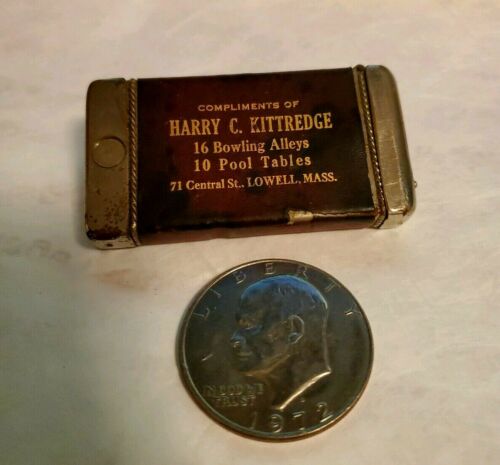 COMPLIMENTS OF
HARRY C. KITTREDGE
16 Bowling Alleys
10 Pool Tables
71 Central St., LOWELL, MASS.
LIBERTY
IN GOD WE
TRUST
1972